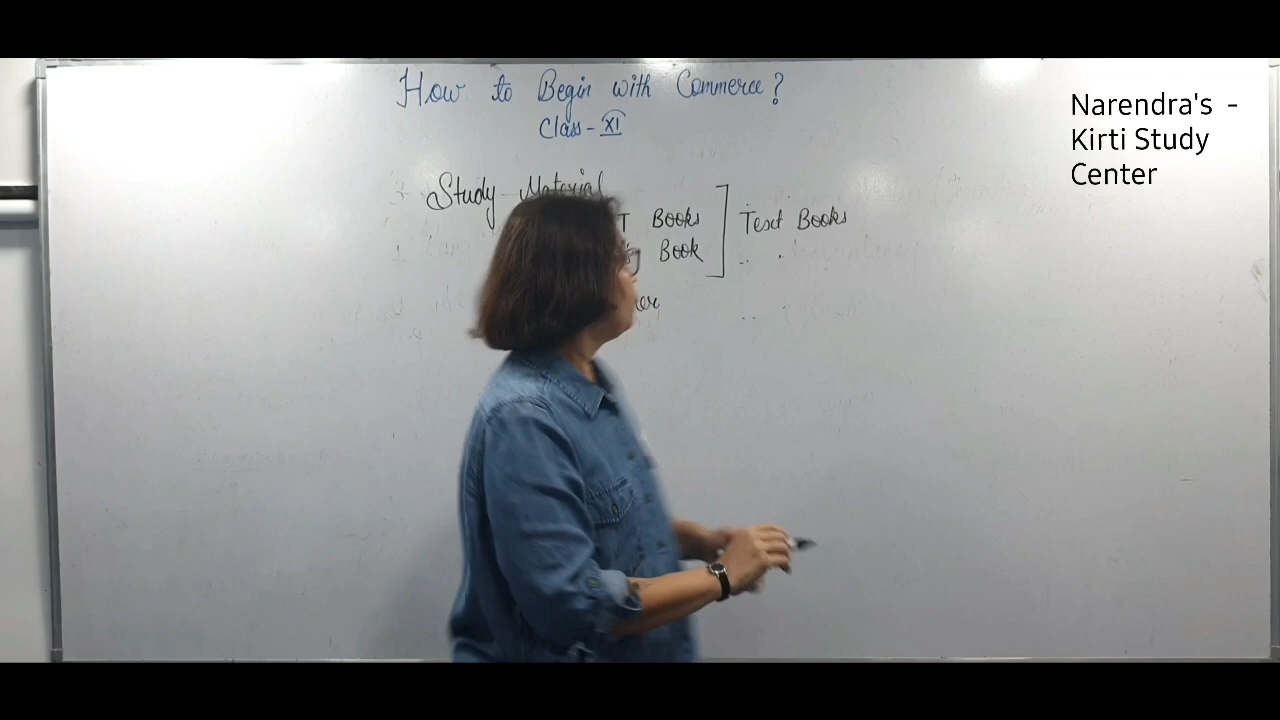 How to Begin with Commerce?
Class - XI
Study Material
T Books ] Text Books
Book
Narendra's -
Kirti Study
Center